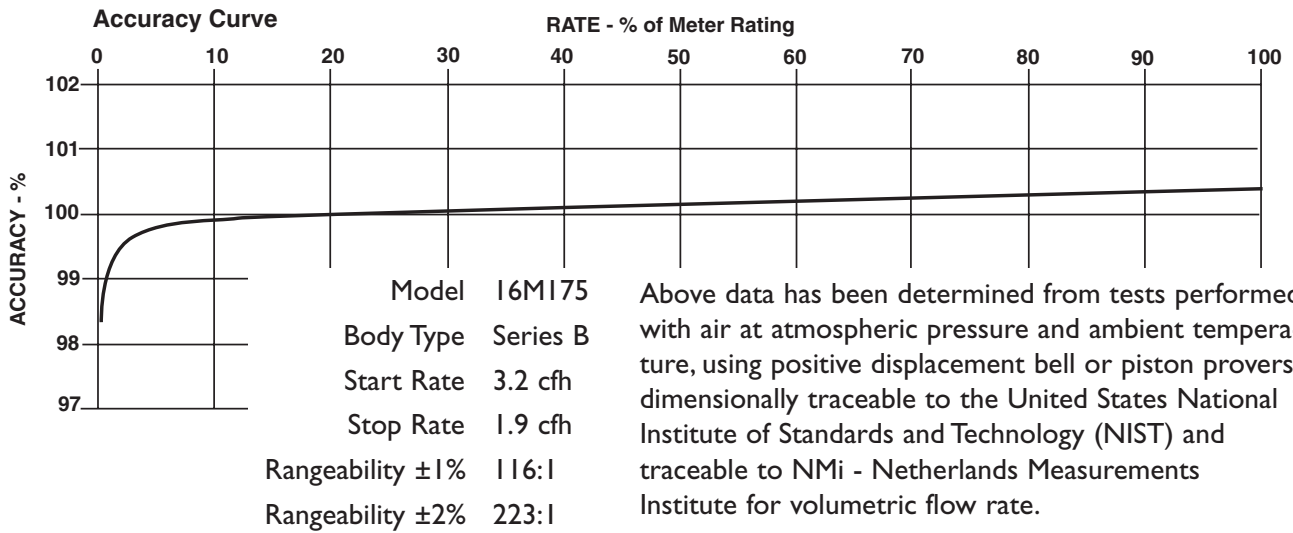 Accuracy Curve
RATE - % of Meter Rating
0 10 20 30 40 50 60 70 80 90 100
102
101
100
99
98
97
ACCURACY - %
Model 16M175
Body Type Series B
Start Rate 3.2 cfh
Stop Rate 1.9 cfh
Rangeability ±1% 116:1
Rangeability ±2% 223:1
Above data has been determined from tests performed
with air at atmospheric pressure and ambient tempera-
ture, using positive displacement bell or piston provers
dimensionally traceable to the United States National
Institute of Standards and Technology (NIST) and
traceable to NMi - Netherlands Measurements
Institute for volumetric flow rate.